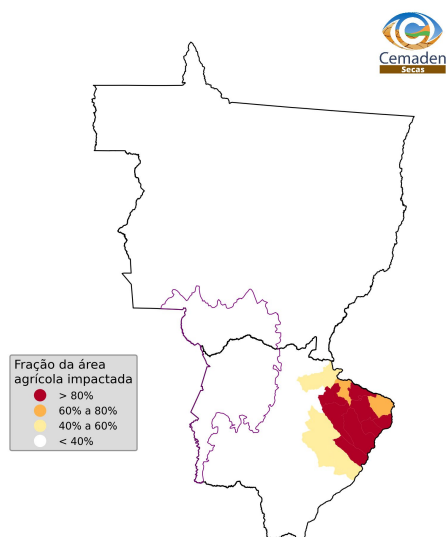 Cemaden
Secas
Fração da área
agrícola impactada
> 80%
60% a 80%
40% a 60%
< 40%